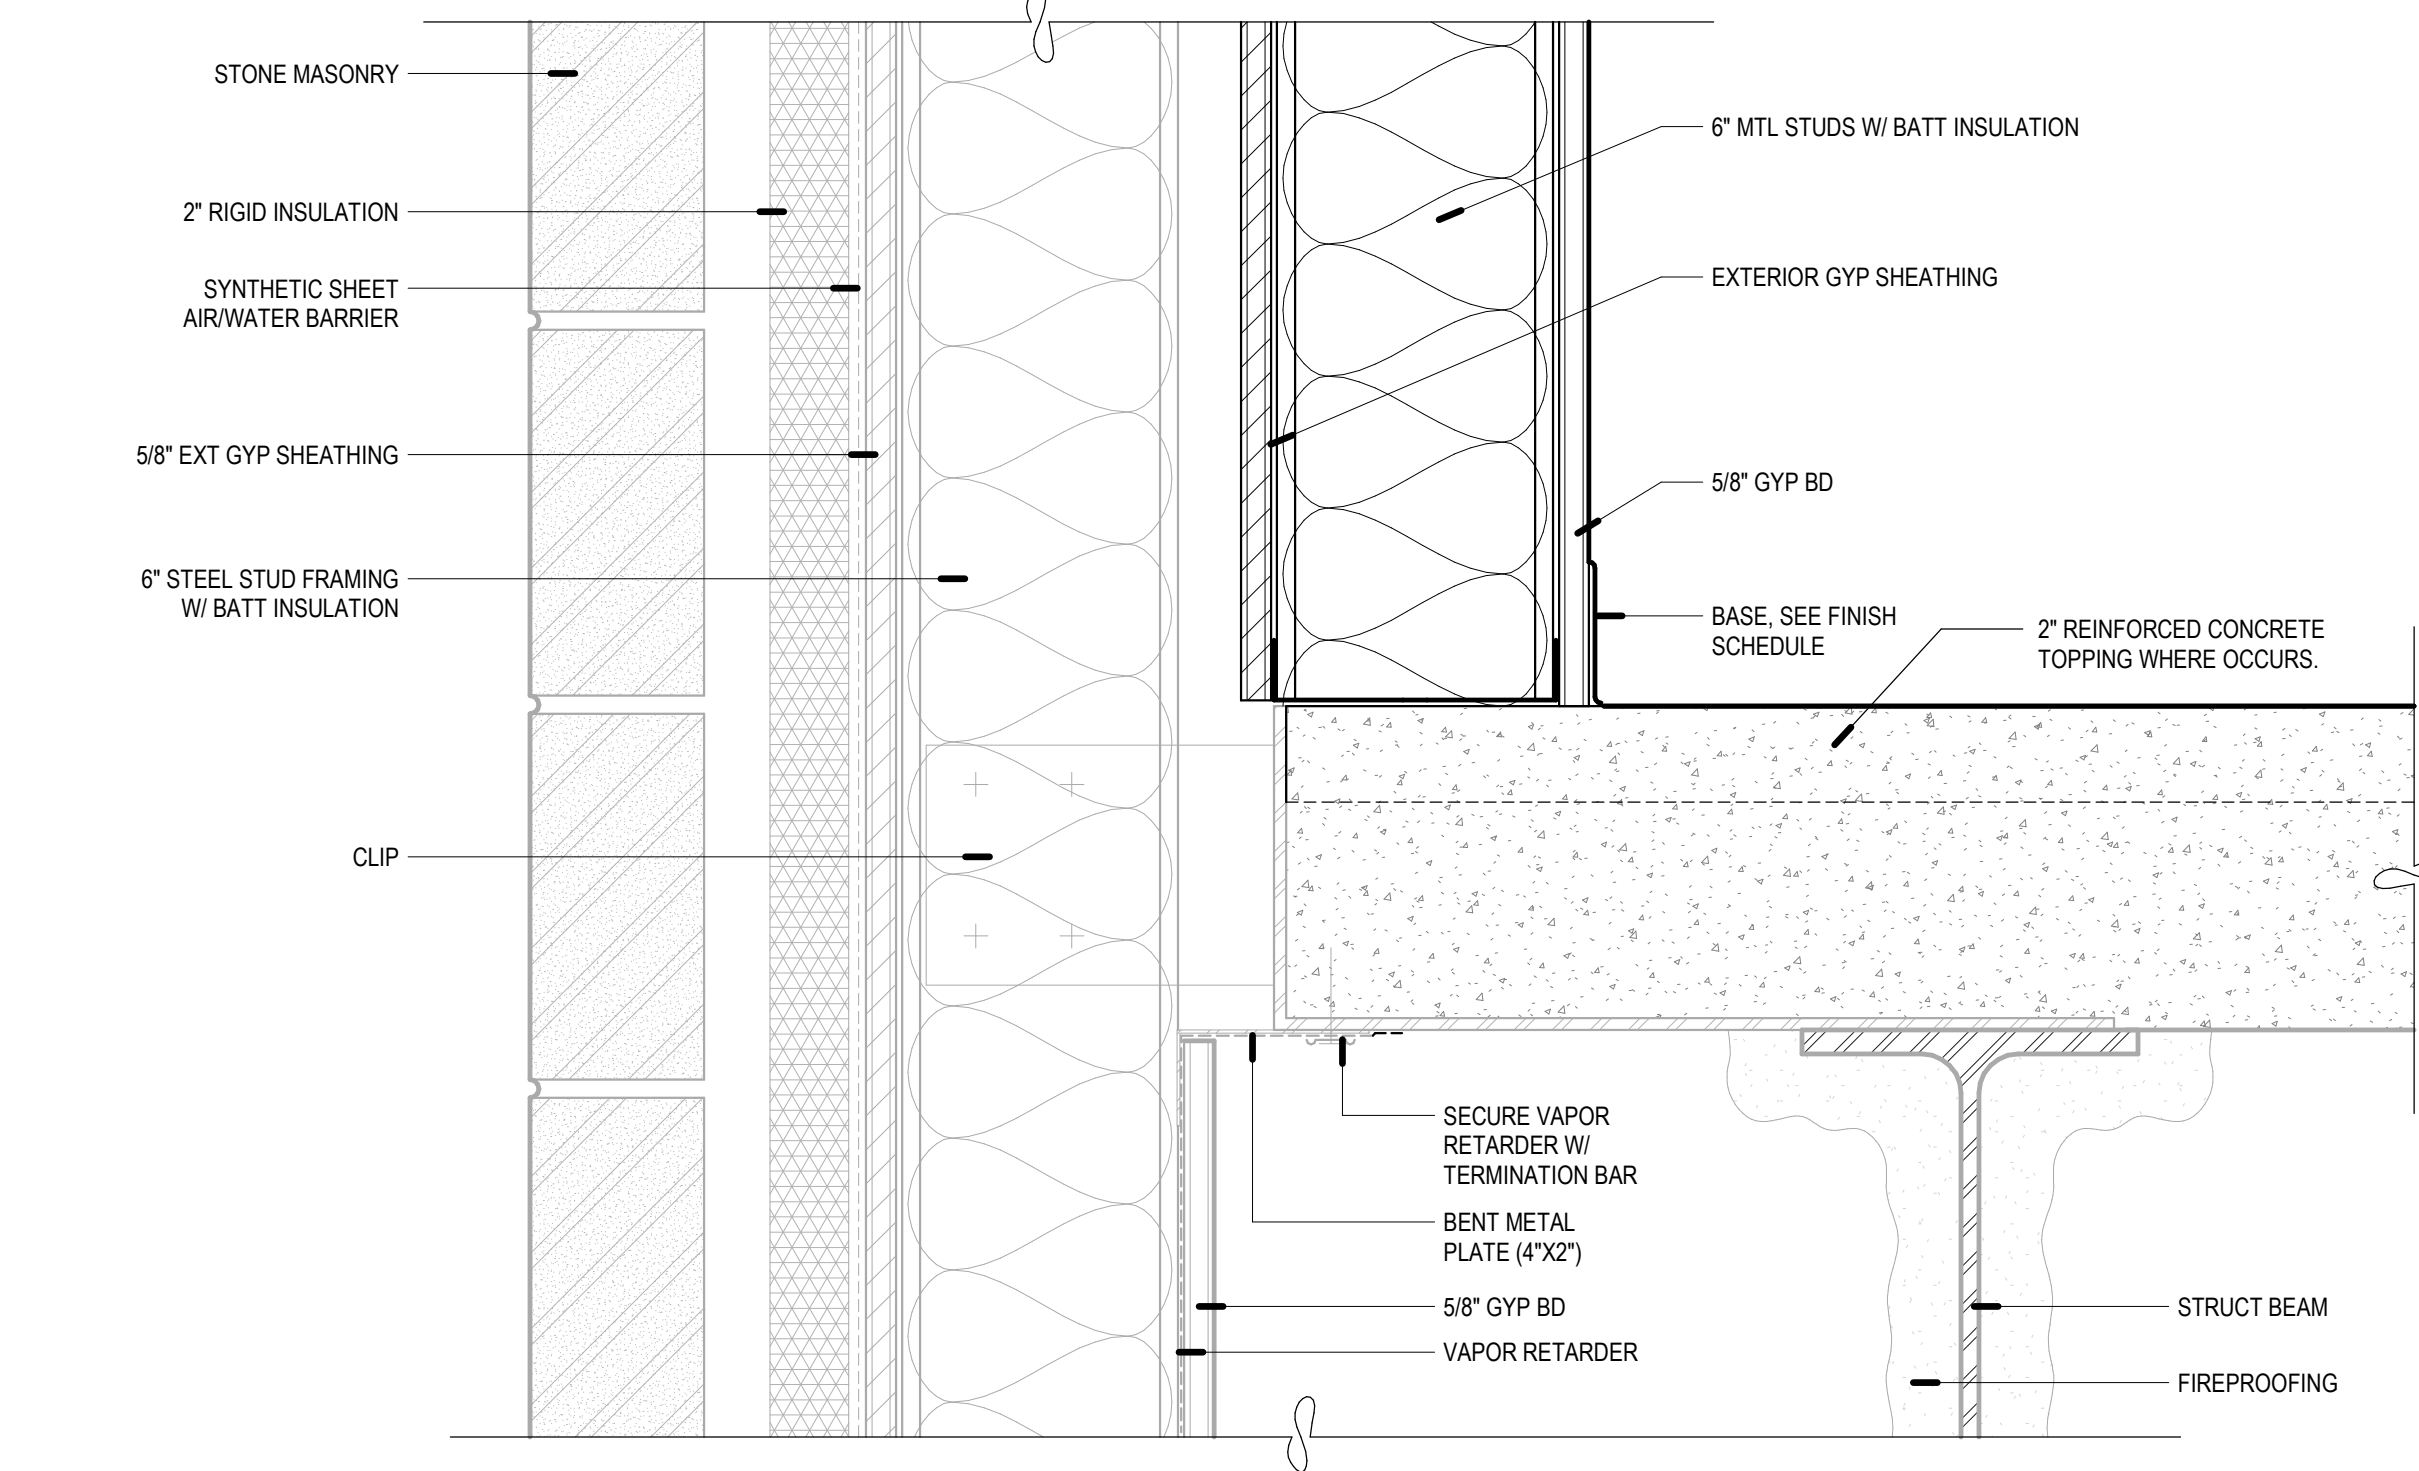 STONE MASONRY
2" RIGID INSULATION
SYNTHETIC SHEET
AIR/WATER BARRIER
5/8" EXT GYP SHEATHING
6" STEEL STUD FRAMING
W/ BATT INSULATION
CLIP
6" MTL STUDS W/ BATT INSULATION
EXTERIOR GYP SHEATHING
5/8" GYP BD
BASE, SEE FINISH
SCHEDULE
2" REINFORCED CONCRETE
TOPPING WHERE OCCURS.
SECURE VAPOR
RETARDER W/
TERMINATION BAR
BENT METAL
PLATE (4"X2")
5/8" GYP BD
VAPOR RETARDER
STRUCT BEAM
FIREPROOFING